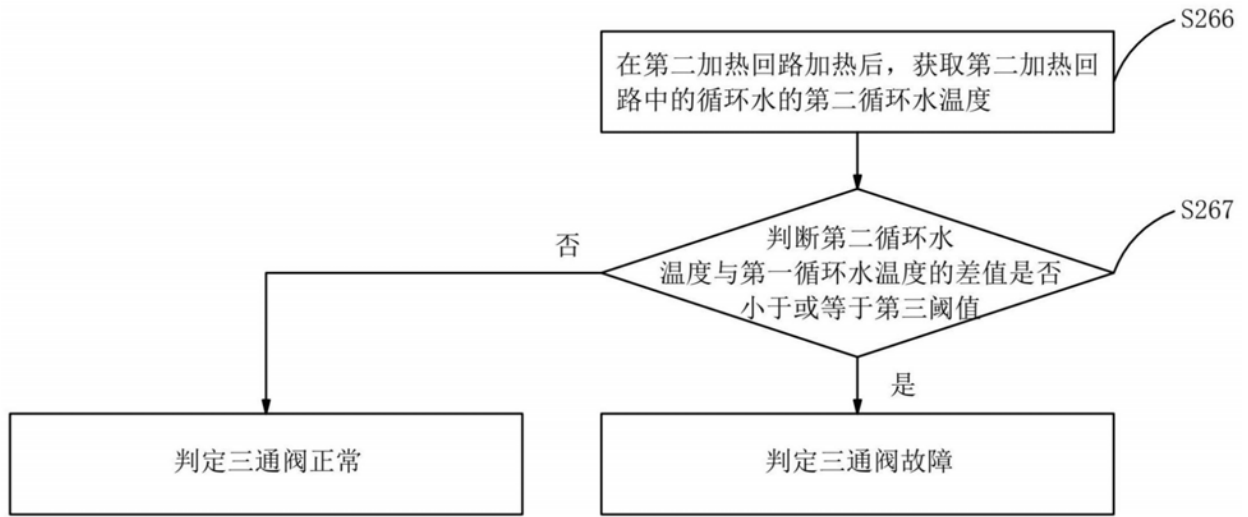 S266
在第二加热回路加热后，获取第二加热回
路中的循环水的第二循环水温度
S267
判断第二循环水
温度与第一循环水温度的差值是否
小于或等于第三阈值
否
是
判定三通阀正常
判定三通阀故障